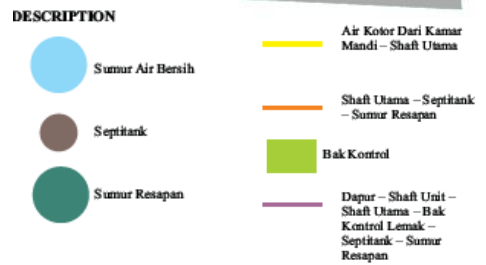 DESCRIPTION
Sumur Air Bersih
Septitank
Sumur Resapan
Air Kotor Dari Kamar
Mandi – Shaft Utama
Shaft Utama – Septitank
– Sumur Resapan
Bak Kontrol
Dapur – Shaft Unit –
Shaft Utama – Bak
Kontrol Lemak –
Septitank – Sumur
Resapan